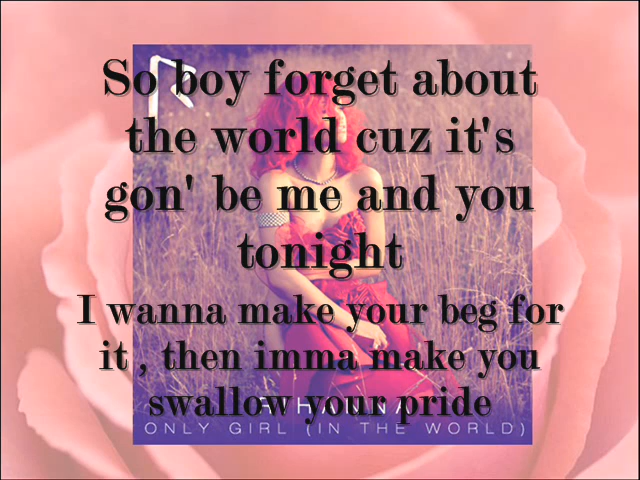 So boy forget about
the world cuz it's
gon' be me and you
tonight
I wanna make your beg for
it , then imma make you
swallow your pride
RIHANNA
ONLY GIRL (IN THE WORLD)